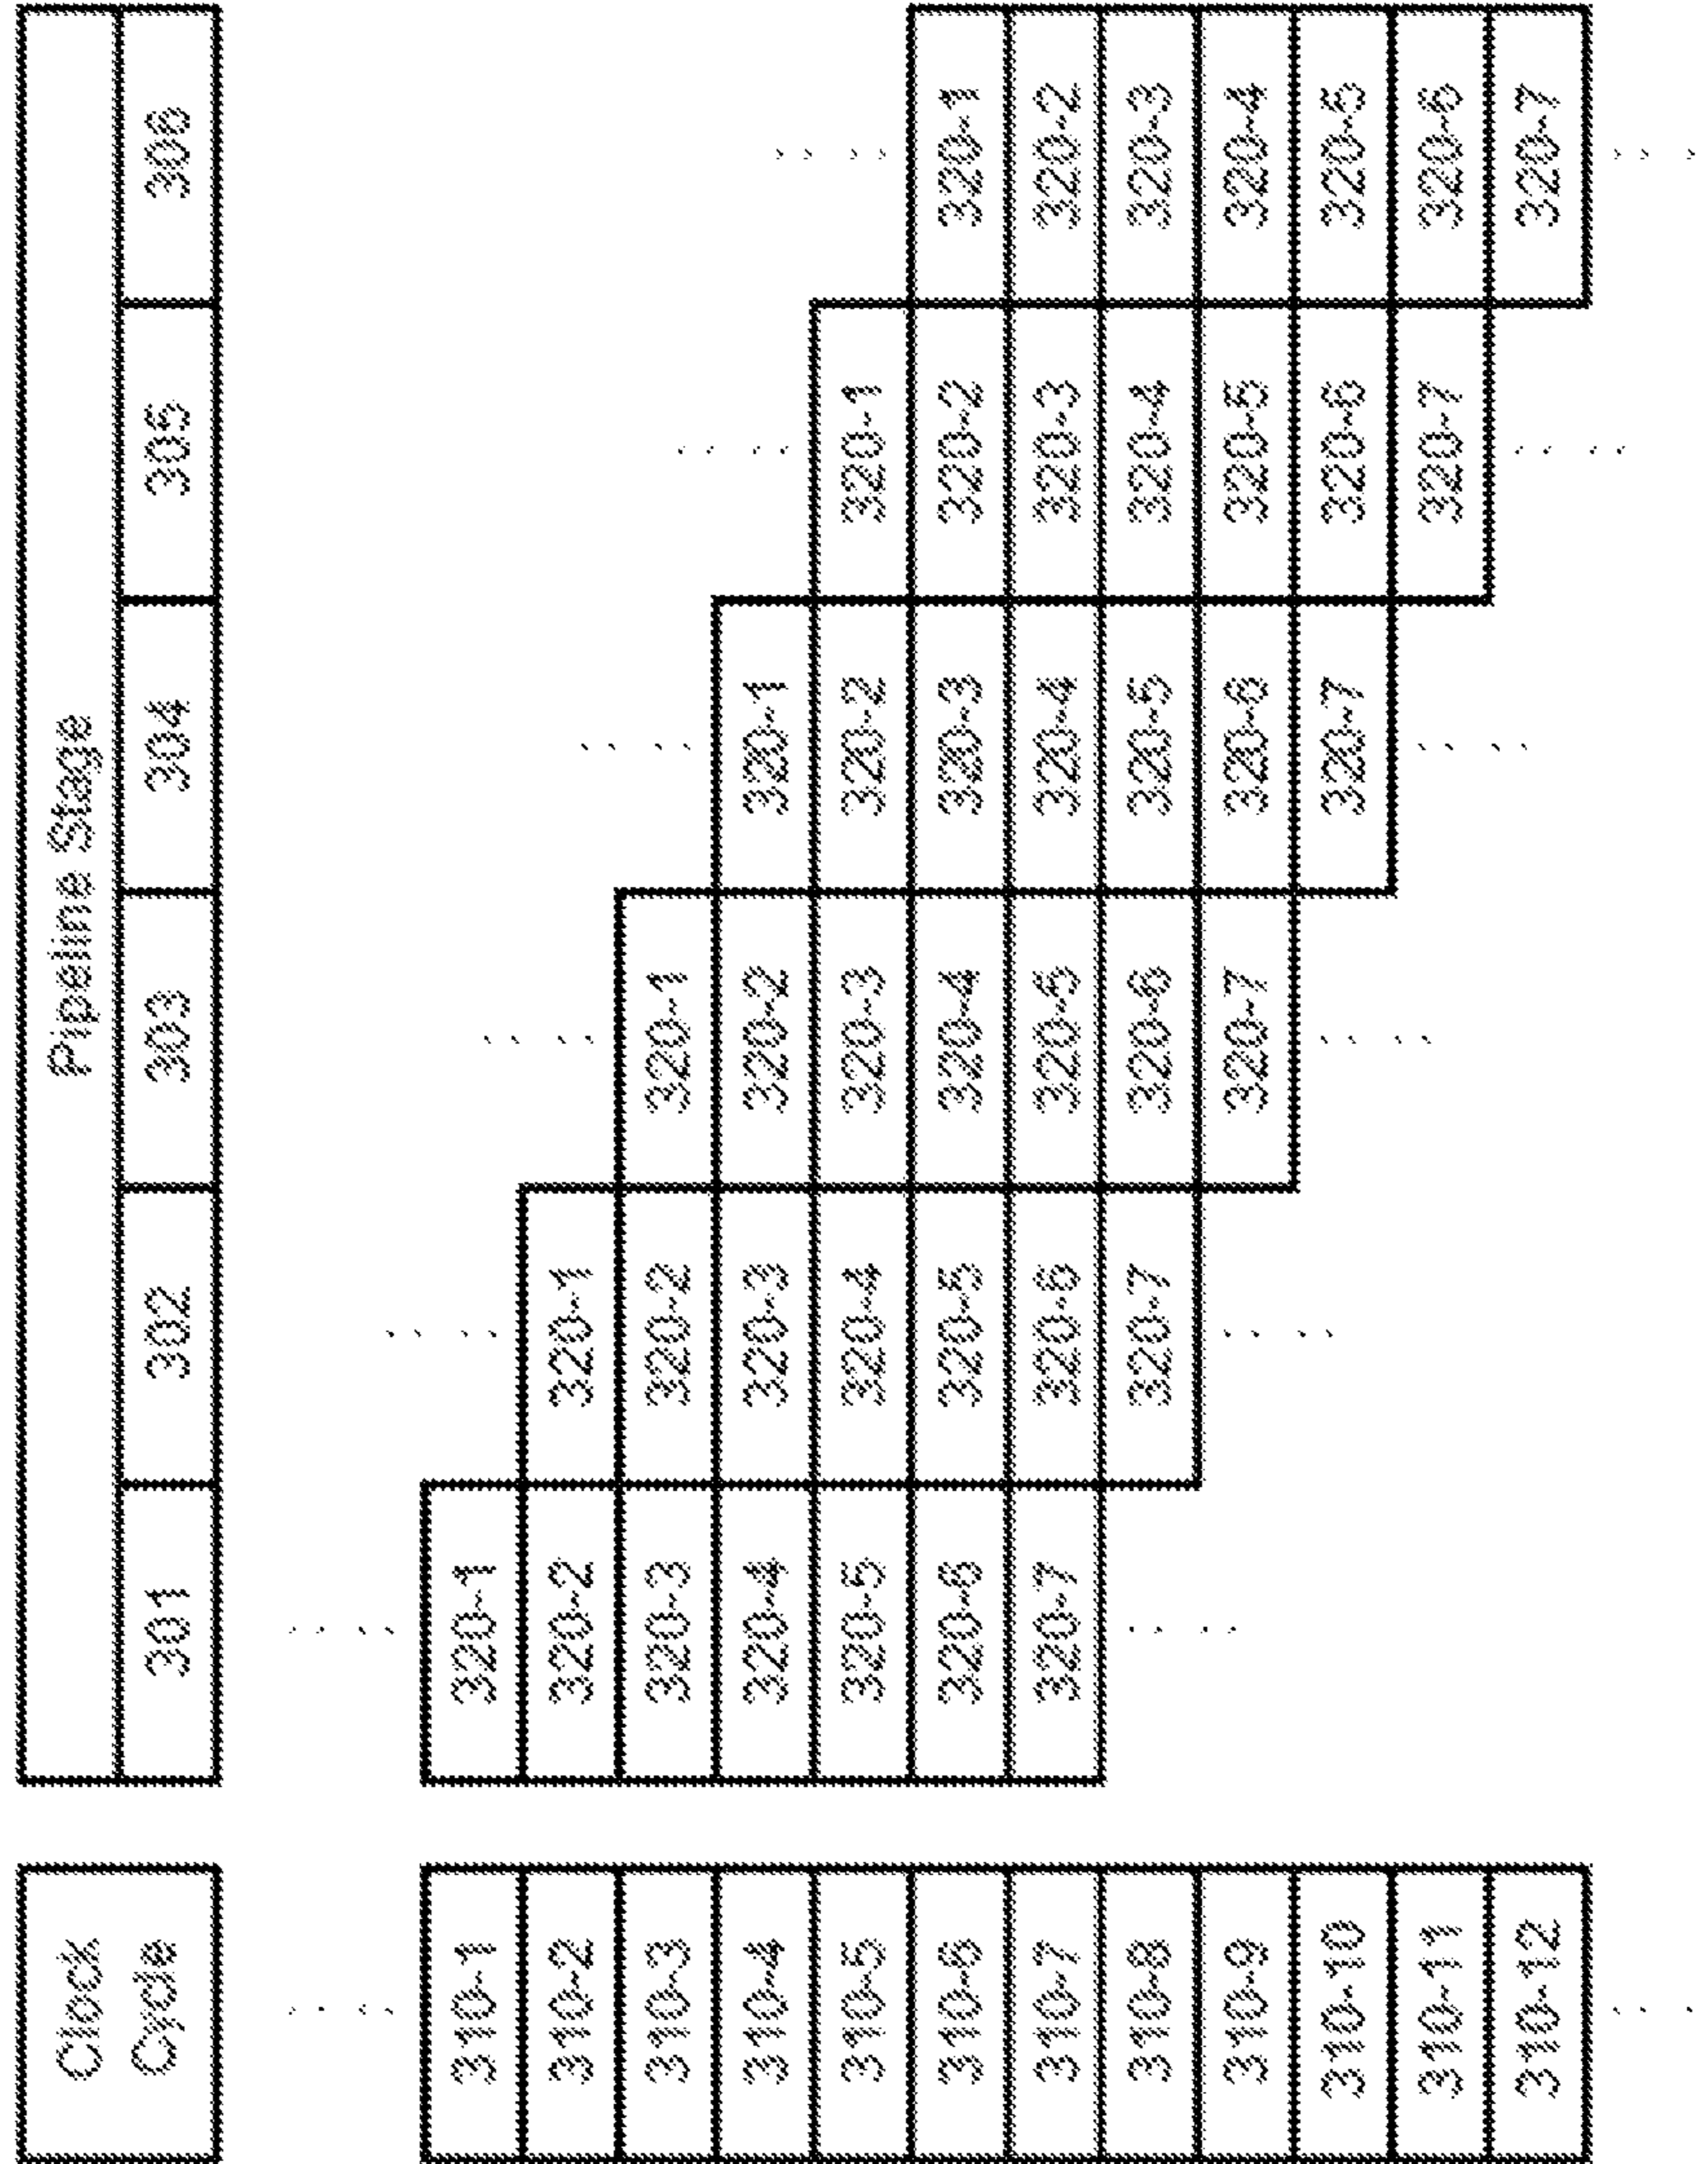 Clock Cycle Pipeline Stage
301 302 303 304 305 306
310-1 320-1
310-2 320-2 320-1
310-3 320-3 320-2 320-1
310-4 320-4 320-3 320-2 320-1
310-5 320-5 320-4 320-3 320-2 320-1
310-6 320-6 320-5 320-4 320-3 320-2 320-1
310-7 320-7 320-6 320-5 320-4 320-3 320-2
310-8 320-7 320-6 320-5 320-4 320-3
310-9 320-7 320-6 320-5 320-4
310-10 320-7 320-6 320-5
310-11 320-7 320-6
310-12 320-7